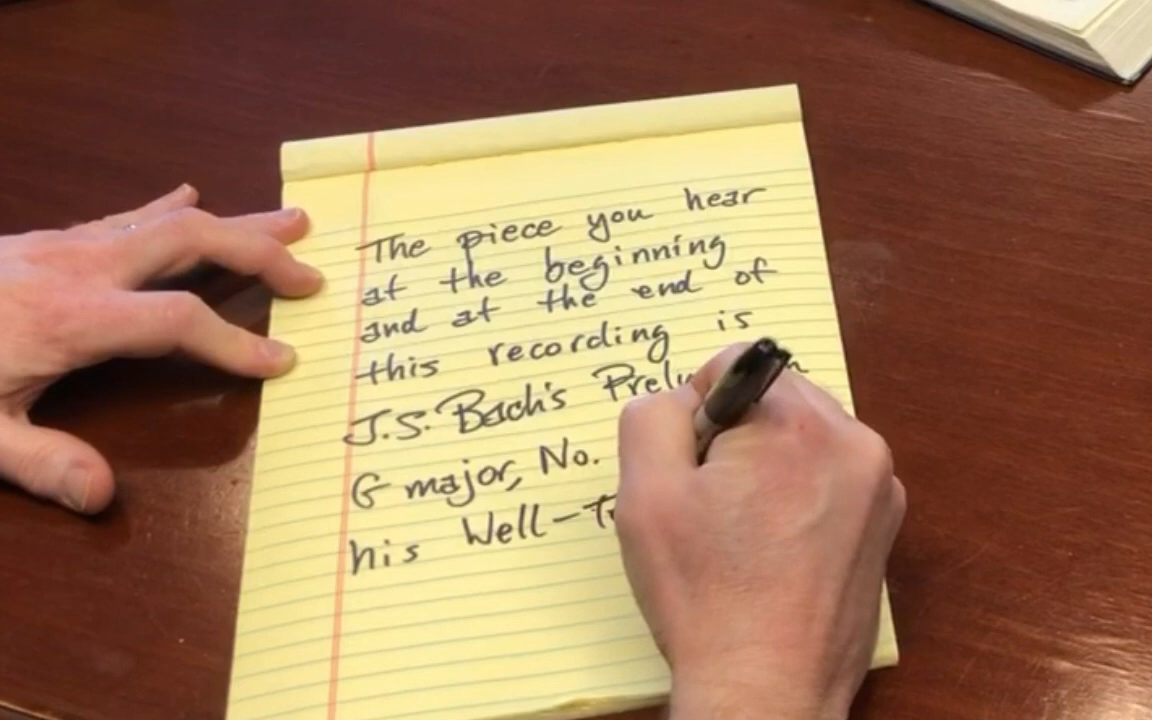 The piece you hear
at the beginning
and at the end of
this recording is
J.S. Bach's
G major, No.
his Well-